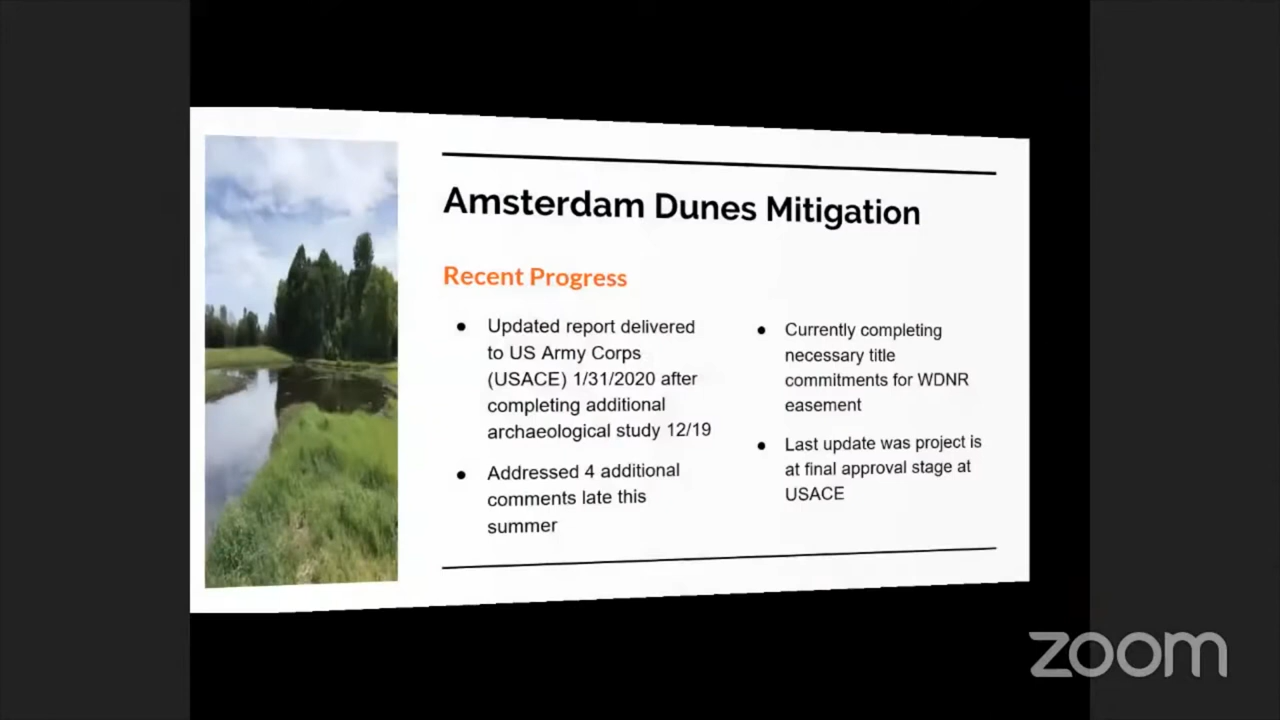 Amsterdam Dunes Mitigation
Recent Progress
● Updated report delivered
to US Army Corps
(USACE) 1/31/2020 after
completing additional
archaeological study 12/19
● Addressed 4 additional
comments late this
summer
● Currently completing
necessary title
commitments for WDNR
easement
● Last update was project is
at final approval stage at
USACE
zoom